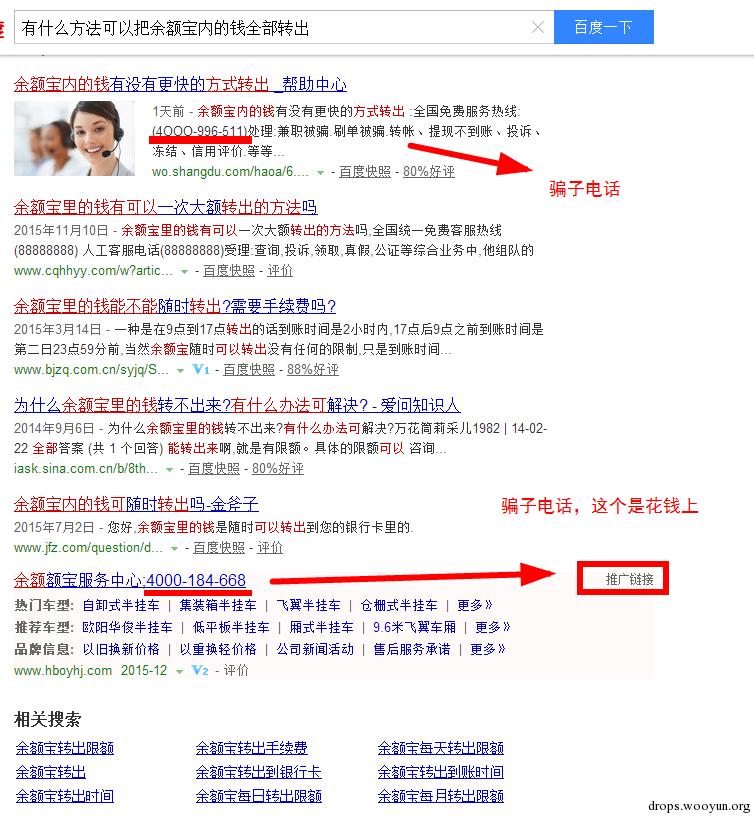 有什么方法可以把余额宝内的钱全部转出
百度一下
余额宝内的钱有没有更快的方式转出 _帮助中心
1天前 - 余额宝内的钱有没有更快的方式转出 :全国免费服务热线:
(4OOO-996-511)处理:兼职被骗.刷单被骗.转帐、提现不到账、投诉、
冻结、信用评价.等等...
wo.shangdu.com/haoa/6.... - 百度快照 - 80%好评
骗子电话
余额宝里的钱有可以一次大额转出的方法吗
2015年11月10日 - 余额宝里的钱有可以一次大额转出的方法吗,全国统一免费客服热线
(88888888) 人工客服电话(88888888)受理:查询,投诉,领取,真假,公证等综合业务中,他组队的
www.cqhhyy.com/w?artic... - 百度快照 - 评价
余额宝里的钱能不能随时转出?需要手续费吗?
2015年3月14日 - 一种是在9点到17点转出的话到账时间是2小时内,17点后9点之前到账时间是
第二日23点59分前,当然余额宝随时可以转出没有任何的限制,只是到账时间...
www.bjzq.com.cn/syjq/S... V1 - 百度快照 - 88%好评
为什么余额宝里的钱转不出来?有什么办法可解决? - 爱问知识人
2014年9月6日 - 为什么余额宝里的钱转不出来?有什么办法可解决?万花筒莉采儿1982 | 14-02-
22 全部答案 (共 1 个回答) 能转出来啊,就是有限额。具体的限额可以 咨询...
iask.sina.com.cn/b/8th... - 百度快照 - 80%好评
余额宝内的钱可随时转出吗-金斧子
2015年7月2日 - 您好,余额宝里的钱是随时可以转出到您的银行卡里的.
www.jfz.com/question/d... - 百度快照 - 评价
骗子电话，这个是花钱上
余额额宝服务中心;4000-184-668
推广链接
热门车型: 自卸式半挂车 | 集装箱半挂车 | 飞翼半挂车 | 仓栅式半挂车 | 更多»
推荐车型: 欧阳华俊半挂车 | 低平板半挂车 | 厢式半挂车 | 9.6米飞翼车厢 | 更多»
品牌信息: 以旧换新价格 | 以重换轻价格 | 公司新闻活动 | 售后服务承诺 | 更多»
www.hboyhj.com 2015-12 V2 - 评价
相关搜索
余额宝转出限额 余额宝转出手续费 余额宝每天转出限额
余额宝转出 余额宝转出到银行卡 余额宝转出到账时间
余额宝转出时间 余额宝每日转出限额 余额宝每月转出限额
drops.wooyun.org